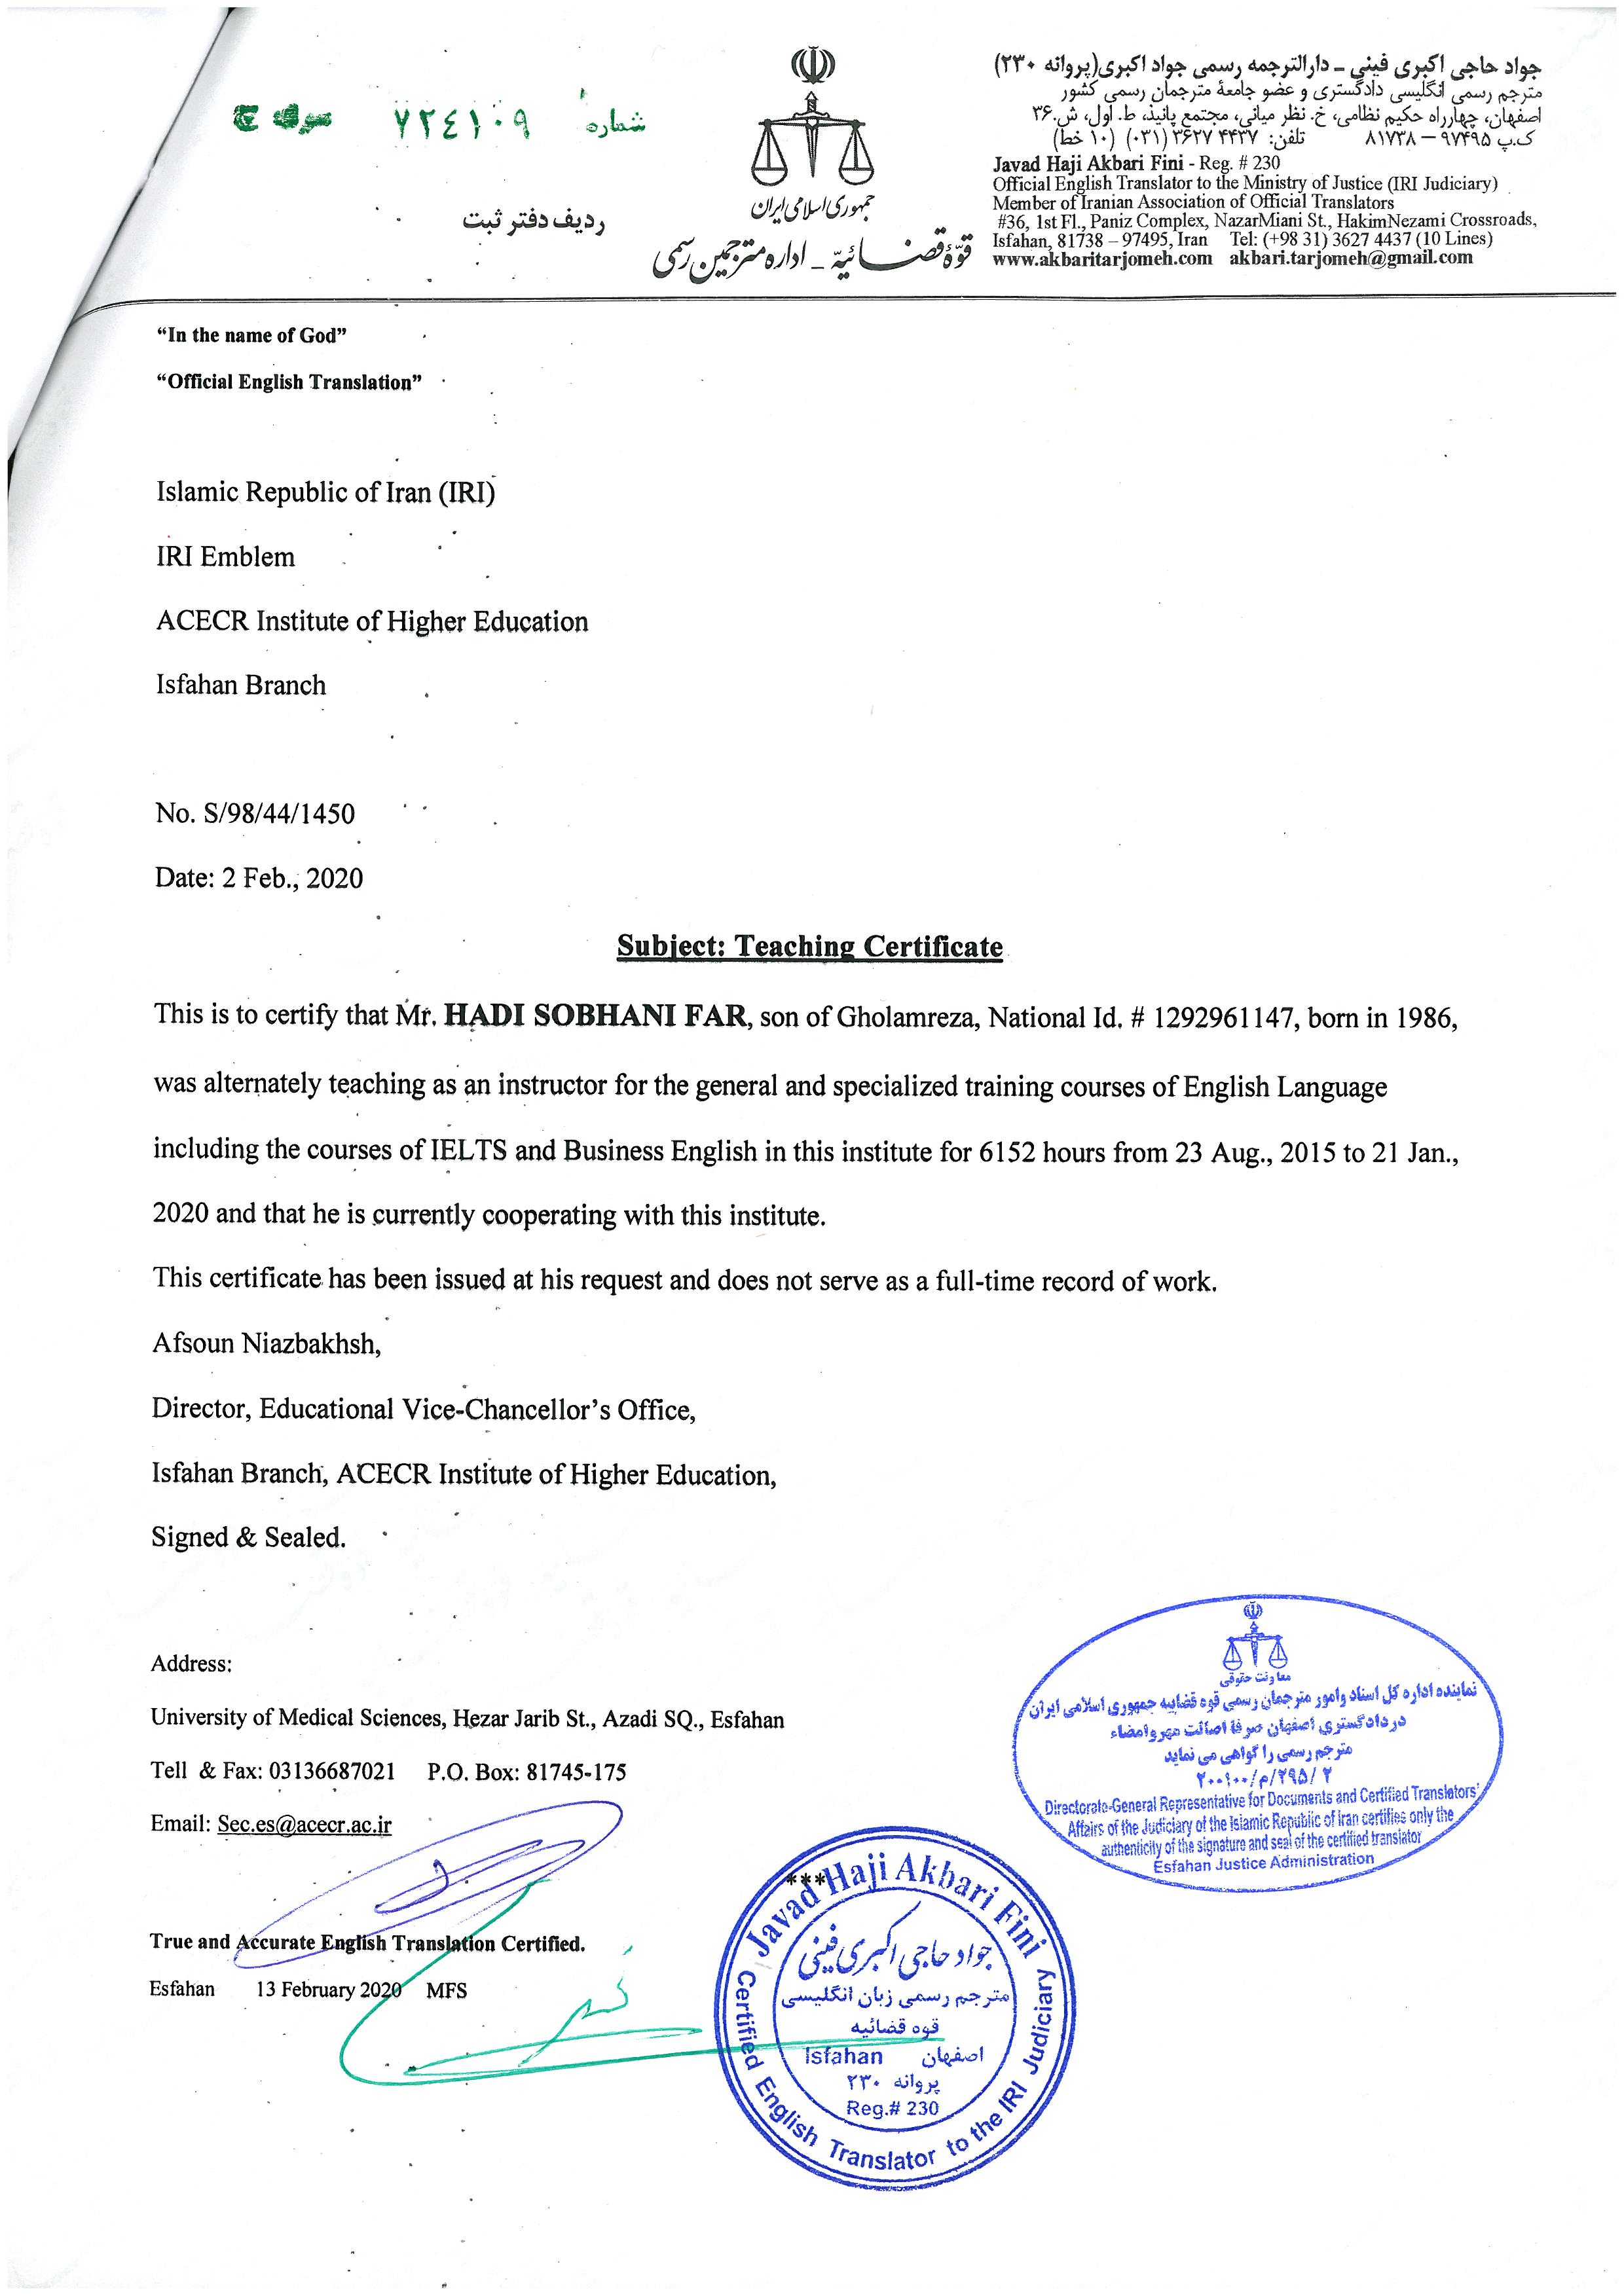 شماره ۷۲٤۱۰۹
ردیف دفتر ثبت
جمهوری اسلامی ایران
قوّهٔ قضائیّه – اداره مترجمین رسمی
جواد حاجی اکبری فینی – دارالترجمه رسمی جواد اکبری(پروانه ۲۳۰)
مترجم رسمی انگلیسی دادگستری و عضو جامعهٔ مترجمان رسمی کشور
اصفهان، چهارراه حکیم نظامی، خ. نظر میانی، مجتمع پانیذ، ط. اول، ش.۳۶
ک.پ ۹۷۴۹۵ – ۸۱۷۳۸ تلفن: ۴۴۳۷ ۳۶۲۷ (۰۳۱) (۱۰ خط)
Javad Haji Akbari Fini - Reg. # 230
Official English Translator to the Ministry of Justice (IRI Judiciary)
Member of Iranian Association of Official Translators
#36, 1st Fl., Paniz Complex, NazarMiani St., HakimNezami Crossroads,
Isfahan, 81738 – 97495, Iran Tel: (+98 31) 3627 4437 (10 Lines)
www.akbaritarjomeh.com akbari.tarjomeh@gmail.com
“In the name of God”
“Official English Translation”
Islamic Republic of Iran (IRI)
IRI Emblem
ACECR Institute of Higher Education
Isfahan Branch
No. S/98/44/1450
Date: 2 Feb., 2020
Subject: Teaching Certificate
This is to certify that Mr. HADI SOBHANI FAR, son of Gholamreza, National Id. # 1292961147, born in 1986,
was alternately teaching as an instructor for the general and specialized training courses of English Language
including the courses of IELTS and Business English in this institute for 6152 hours from 23 Aug., 2015 to 21 Jan.,
2020 and that he is currently cooperating with this institute.
This certificate has been issued at his request and does not serve as a full-time record of work.
Afsoun Niazbakhsh,
Director, Educational Vice-Chancellor’s Office,
Isfahan Branch, ACECR Institute of Higher Education,
Signed & Sealed.
Address:
University of Medical Sciences, Hezar Jarib St., Azadi SQ., Esfahan
Tell & Fax: 03136687021 P.O. Box: 81745-175
Email: Sec.es@acecr.ac.ir
***
True and Accurate English Translation Certified.
Esfahan 13 February 2020 MFS
معاونت حقوقی
نماینده اداره کل اسناد وامور مترجمان رسمی قوه قضاییه جمهوری اسلامی ایران
در دادگستری اصفهان صرفا اصالت مهر وامضاء
مترجم رسمی را گواهی می نماید
۲۰۰۱۰۰/م/۲۹۵/۲
Directorate-General Representative for Documents and Certified Translators'
Affairs of the Judiciary of the Islamic Republic of Iran certifies only the
authenticity of the signature and seal of the certified translator
Esfahan Justice Administration
Javad Haji Akbari Fini
جواد حاجی اکبری فینی
مترجم رسمی زبان انگلیسی
قوه قضائیه
Isfahan اصفهان
پروانه ۲۳۰
Reg.# 230
Certified English Translator to the IRI Judiciary